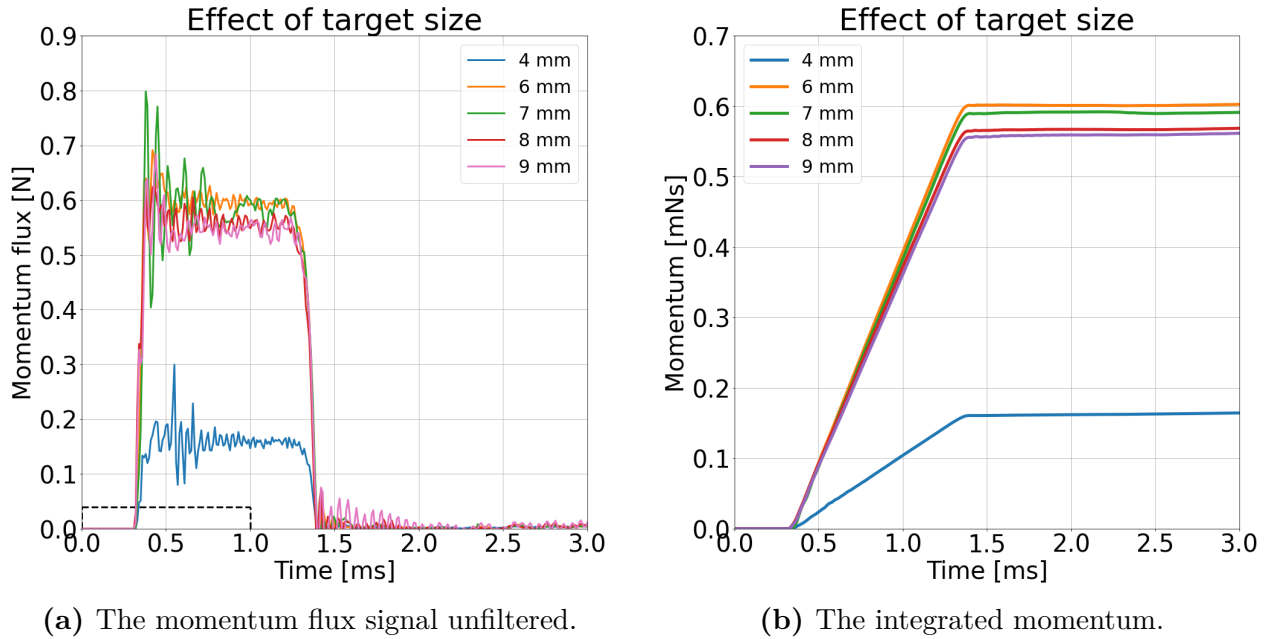 Effect of target size
0.9
0.8
0.7
0.6
0.5
0.4
0.3
0.2
0.1
0.0
Momentum flux [N]
4 mm
6 mm
7 mm
8 mm
9 mm
0.0 0.5 1.0 1.5 2.0 2.5 3.0
Time [ms]
(a) The momentum flux signal unfiltered.
Effect of target size
0.7
0.6
0.5
0.4
0.3
0.2
0.1
0.0
Momentum [mNs]
4 mm
6 mm
7 mm
8 mm
9 mm
0.0 0.5 1.0 1.5 2.0 2.5 3.0
Time [ms]
(b) The integrated momentum.